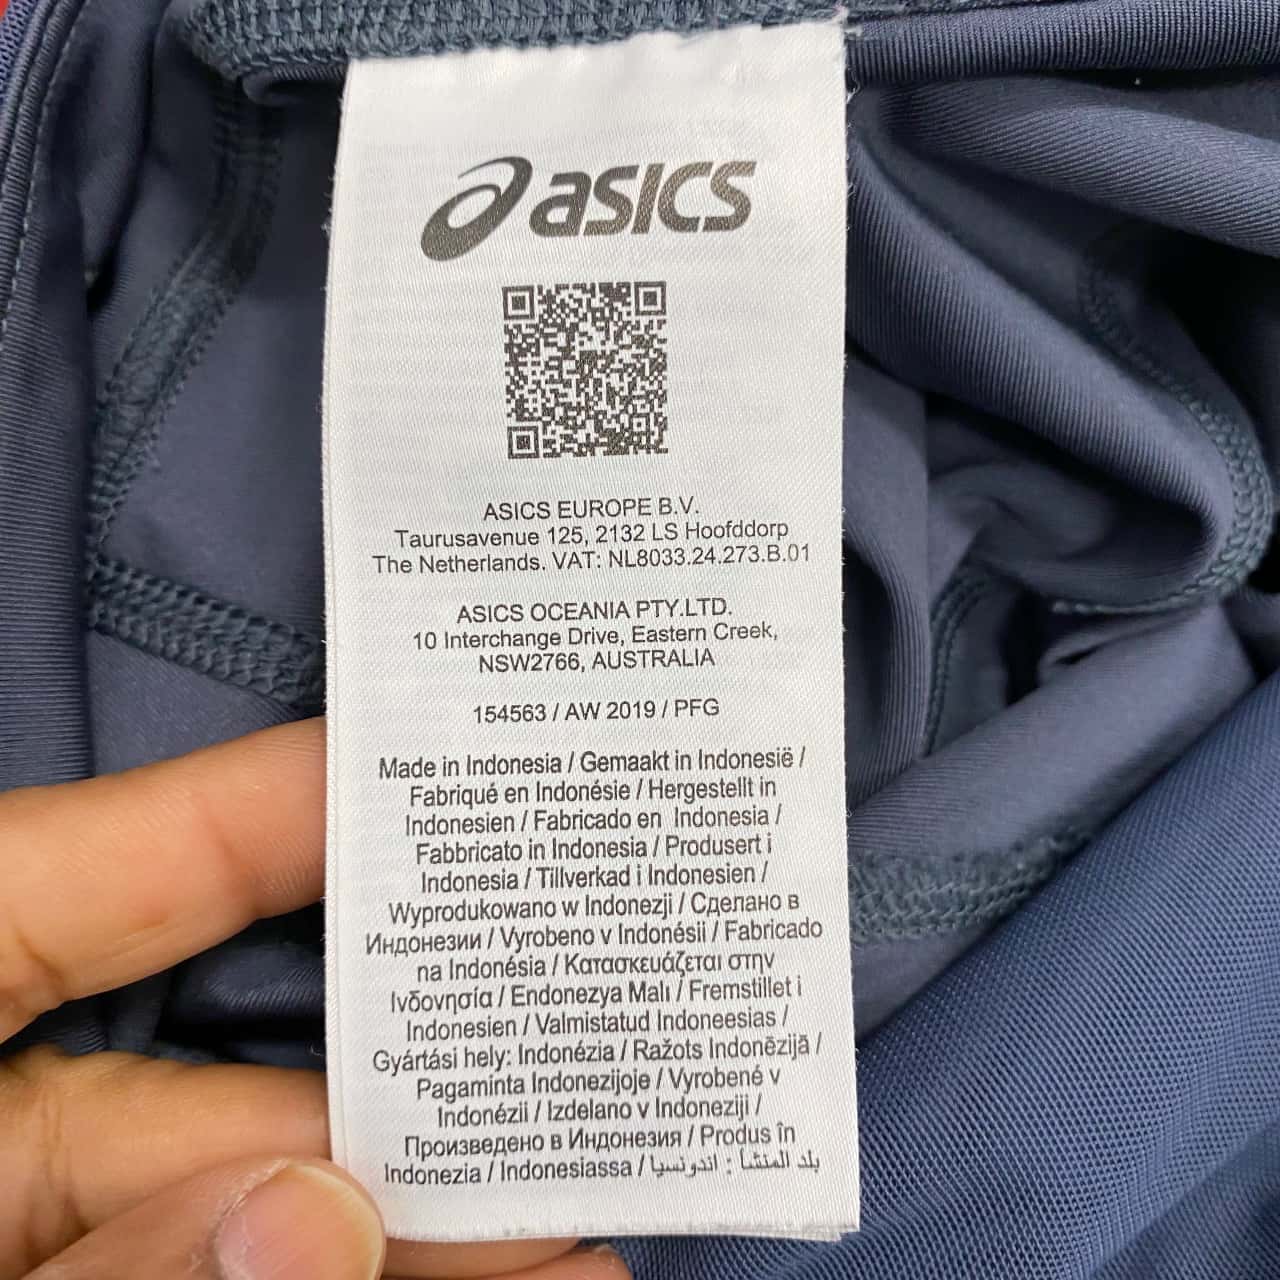 asics
ASICS EUROPE B.V.
Taurusavenue 125, 2132 LS Hoofddorp
The Netherlands. VAT: NL8033.24.273.B.01
ASICS OCEANIA PTY.LTD.
10 Interchange Drive, Eastern Creek,
NSW2766, AUSTRALIA
154563 / AW 2019 / PFG
Made in Indonesia / Gemaakt in Indonesië /
Fabriqué en Indonésie / Hergestellt in
Indonesien / Fabricado en Indonesia /
Fabbricato in Indonesia / Produsert i
Indonesia / Tillverkad i Indonesien /
Wyprodukowano w Indonezji / Сделано в
Индонезии / Vyrobeno v Indonésii / Fabricado
na Indonésia / Κατασκευάζεται στην
Ινδονησία / Endonezya Malı / Fremstillet i
Indonesien / Valmistatud Indoneesias /
Gyártási hely: Indonézia / Ražots Indonēzijā /
Pagaminta Indonezijoje / Vyrobené v
Indonézii / Izdelano v Indoneziji /
Произведено в Индонезия / Produs în
Indonezia / Indonesiassa / بلد المنشأ : اندونسيا